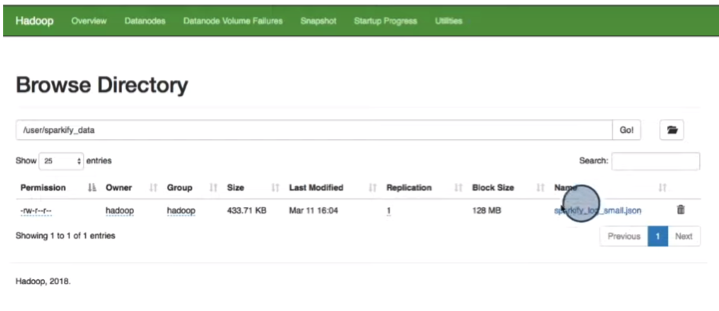 Hadoop Overview Datanodes Datanode Volume Failures Snapshot Startup Progress Utilities
Browse Directory
/user/sparkify_data Go!
Show 25 entries Search:
Permission Owner Group Size Last Modified Replication Block Size Name
-rw-r--r-- hadoop hadoop 433.71 KB Mar 11 16:04 1 128 MB sparkify_log_small.json
Showing 1 to 1 of 1 entries Previous 1 Next
Hadoop, 2018.